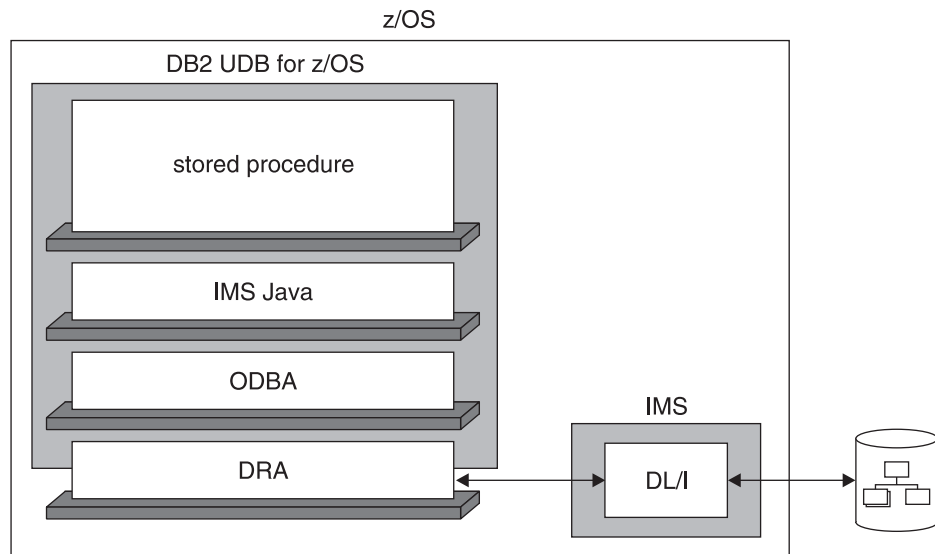 z/OS
DB2 UDB for z/OS
stored procedure
IMS Java
ODBA
IMS
DRA
DL/I